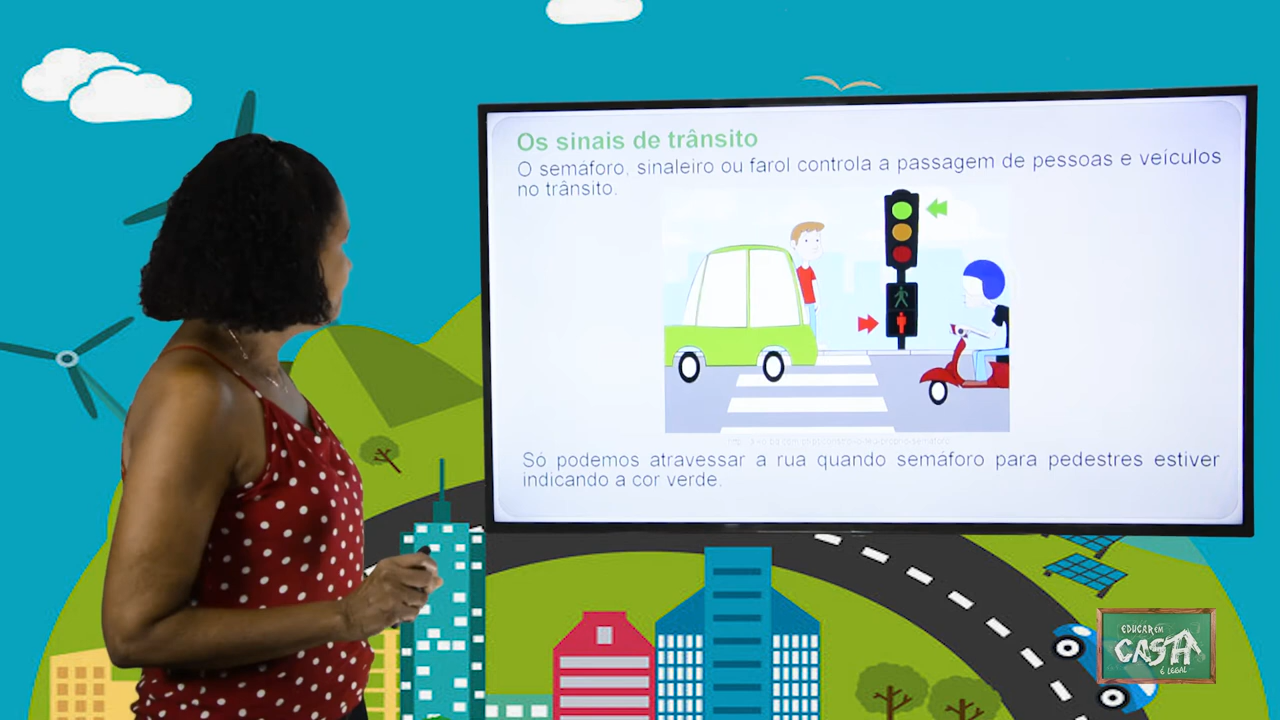 Os sinais de trânsito
O semáforo, sinaleiro ou farol controla a passagem de pessoas e veículos
no trânsito.
Só podemos atravessar a rua quando semáforo para pedestres estiver
indicando a cor verde.
EDUCAR EM
CASA
É LEGAL